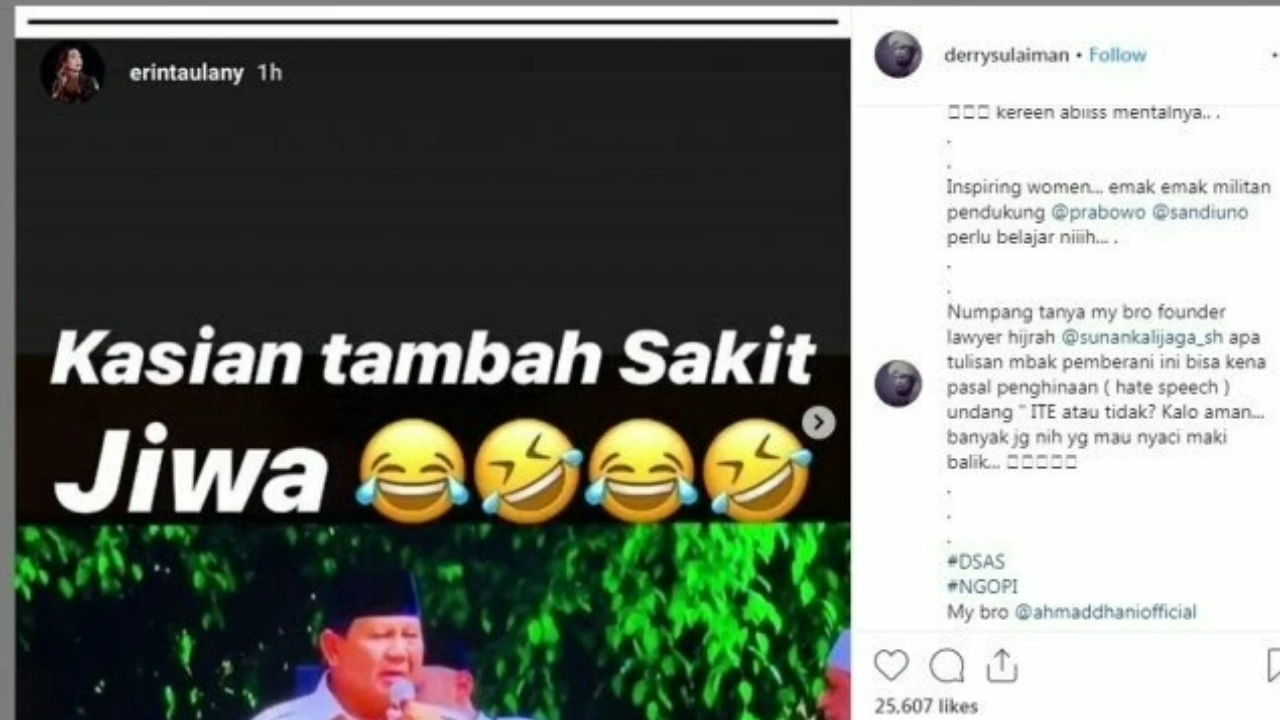 erintaulany 1h
Kasian tambah Sakit
Jiwa 😂🤣😂🤣
derrysulaiman • Follow
□□□ kereen abiiss mentalnya.. .
.
.
Inspiring women... emak emak militan
pendukung @prabowo @sandiuno
perlu belajar niiih... .
.
.
Numpang tanya my bro founder
lawyer hijrah @sunankalijaga_sh apa
tulisan mbak pemberani ini bisa kena
pasal penghinaan ( hate speech )
undang " ITE atau tidak? Kalo aman...
banyak jg nih yg mau nyaci maki
balik... □□□□□
.
.
.
#DSAS
#NGOPI
My bro @ahmaddhaniofficial
25,607 likes